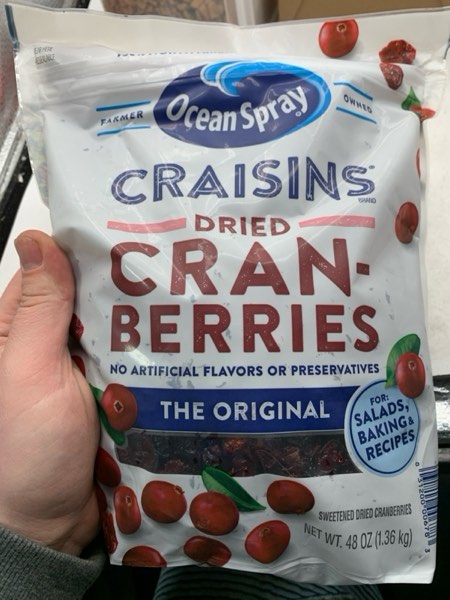 FARMER
Ocean Spray®
OWNED
CRAISINS
BRAND
DRIED
CRAN-
BERRIES
NO ARTIFICIAL FLAVORS OR PRESERVATIVES
THE ORIGINAL
FOR:
SALADS,
BAKING &
RECIPES
SWEETENED DRIED CRANBERRIES
NET WT. 48 OZ (1.36 kg)